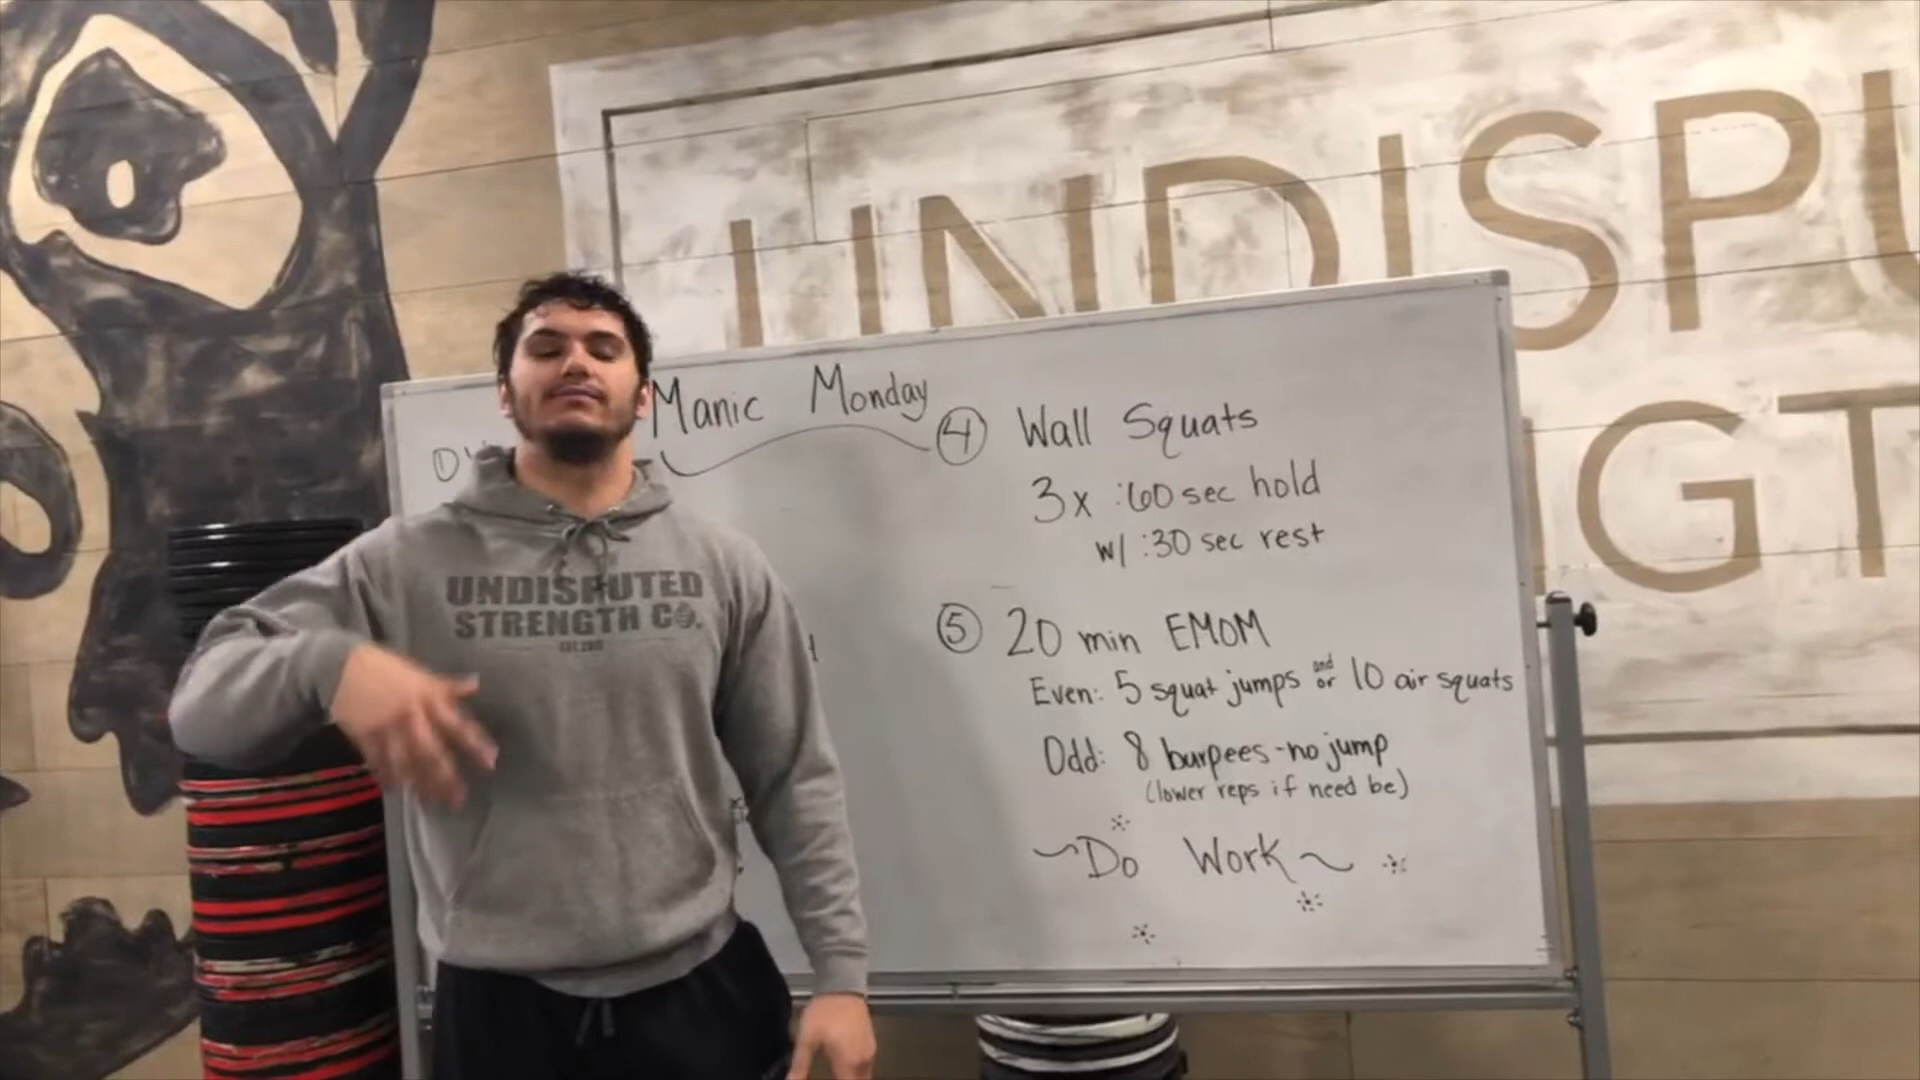 UNDISPU
GT
Manic Monday
④ Wall Squats
3x :60 sec hold
w/ :30 sec rest
⑤ 20 min EMOM
Even: 5 squat jumps and or 10 air squats
Odd: 8 burpees - no jump
(lower reps if need be)
~Do Work~
UNDISPUTED
STRENGTH CO.